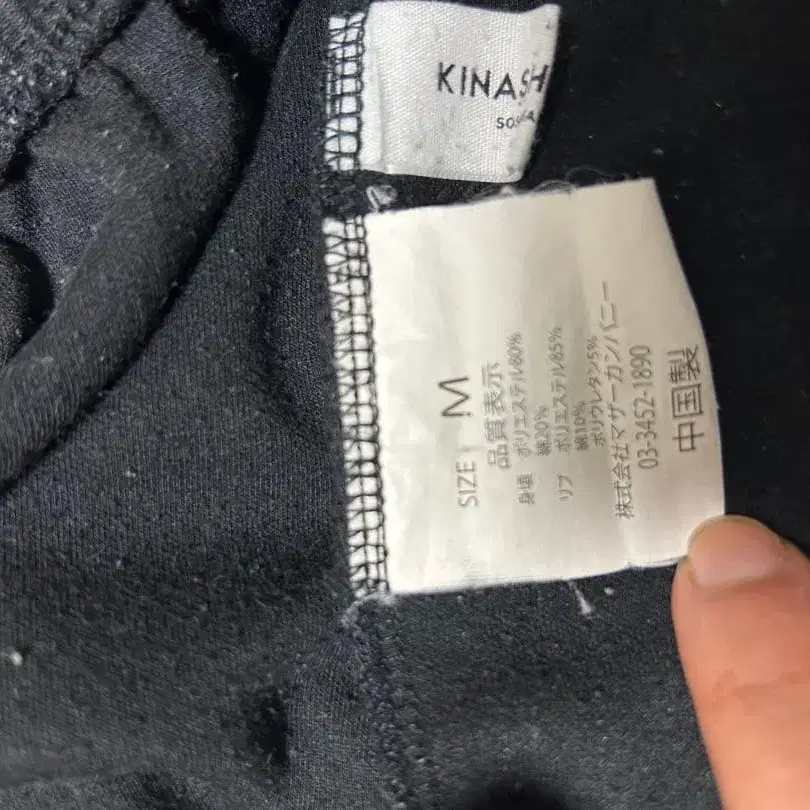 KINASH
SIZE M
品質表示
身頃 ポリエステル80%
綿20%
リブ ポリエステル85%
綿10%
ポリウレタン5%
株式会社マザーカンパニー
03-3452-1890
中国製